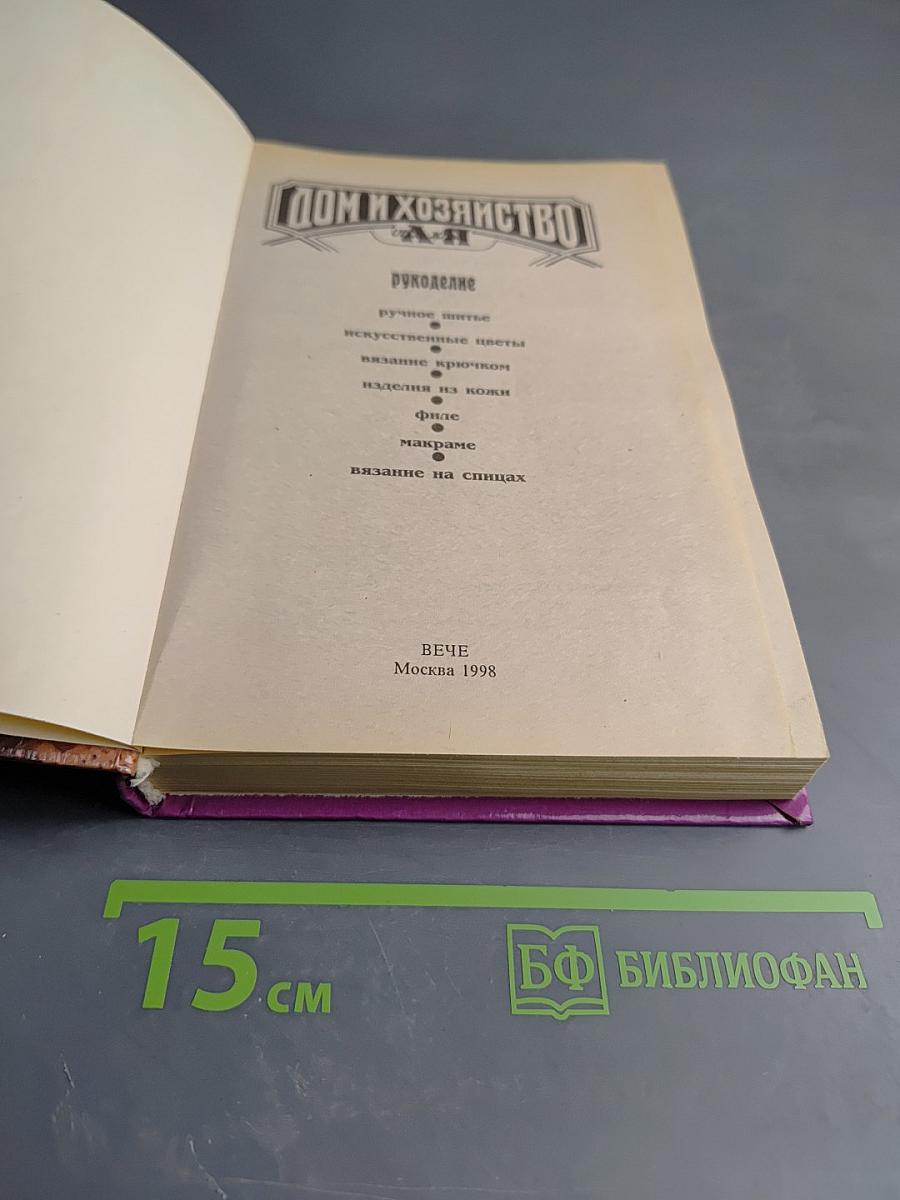 ДОМ И ХОЗЯЙСТВО
от А до Я
рукоделие
ручное шитье
искусственные цветы
вязание крючком
изделия из кожи
филе
макраме
вязание на спицах
ВЕЧЕ
Москва 1998
15 см
БФ БИБЛИОФАН